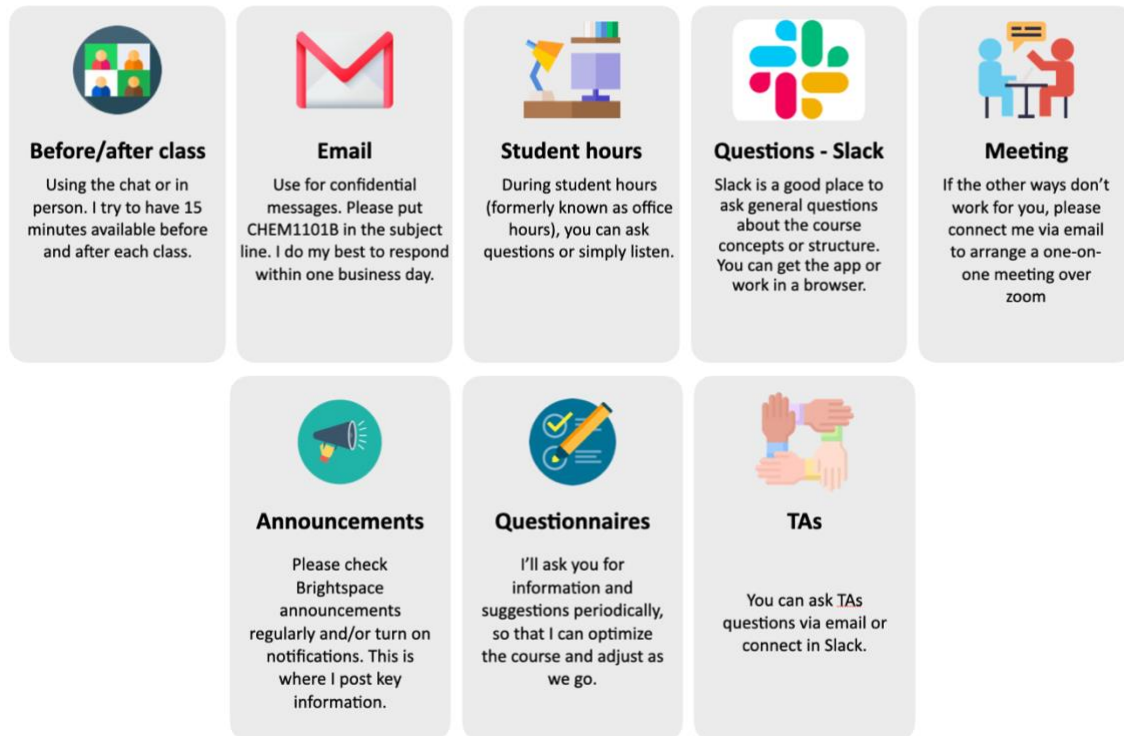 Before/after class
Using the chat or in
person. I try to have 15
minutes available before
and after each class.
Email
Use for confidential
messages. Please put
CHEM1101B in the subject
line. I do my best to respond
within one business day.
Student hours
During student hours
(formerly known as office
hours), you can ask
questions or simply listen.
Questions - Slack
Slack is a good place to
ask general questions
about the course
concepts or structure.
You can get the app or
work in a browser.
Meeting
If the other ways don’t
work for you, please
connect me via email
to arrange a one-on-
one meeting over
zoom
Announcements
Please check
Brightspace
announcements
regularly and/or turn on
notifications. This is
where I post key
information.
Questionnaires
I’ll ask you for
information and
suggestions periodically,
so that I can optimize
the course and adjust as
we go.
TAs
You can ask TAs
questions via email or
connect in Slack.